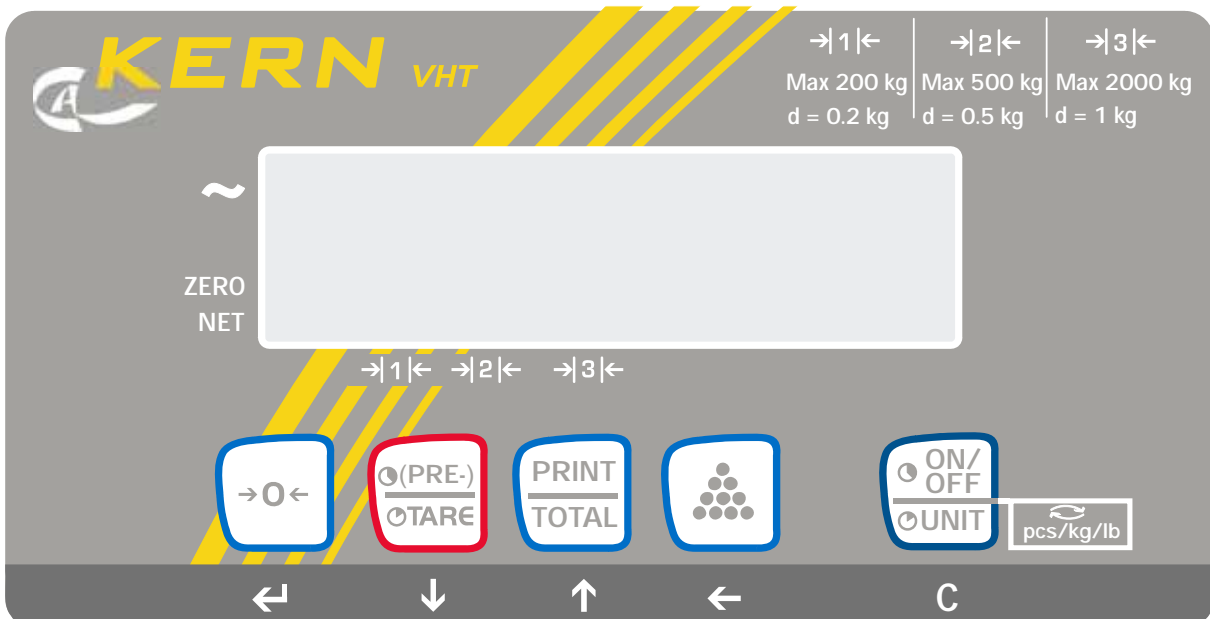 A
KERN VHT
→|1|←
Max 200 kg
d = 0.2 kg
→|2|←
Max 500 kg
d = 0.5 kg
→|3|←
Max 2000 kg
d = 1 kg
~
ZERO
NET
→|1|← →|2|← →|3|←
→0←
(PRE-)
TARE
PRINT
TOTAL
ON/
OFF
UNIT
pcs/kg/lb
↵ ↓ ↑ ← C